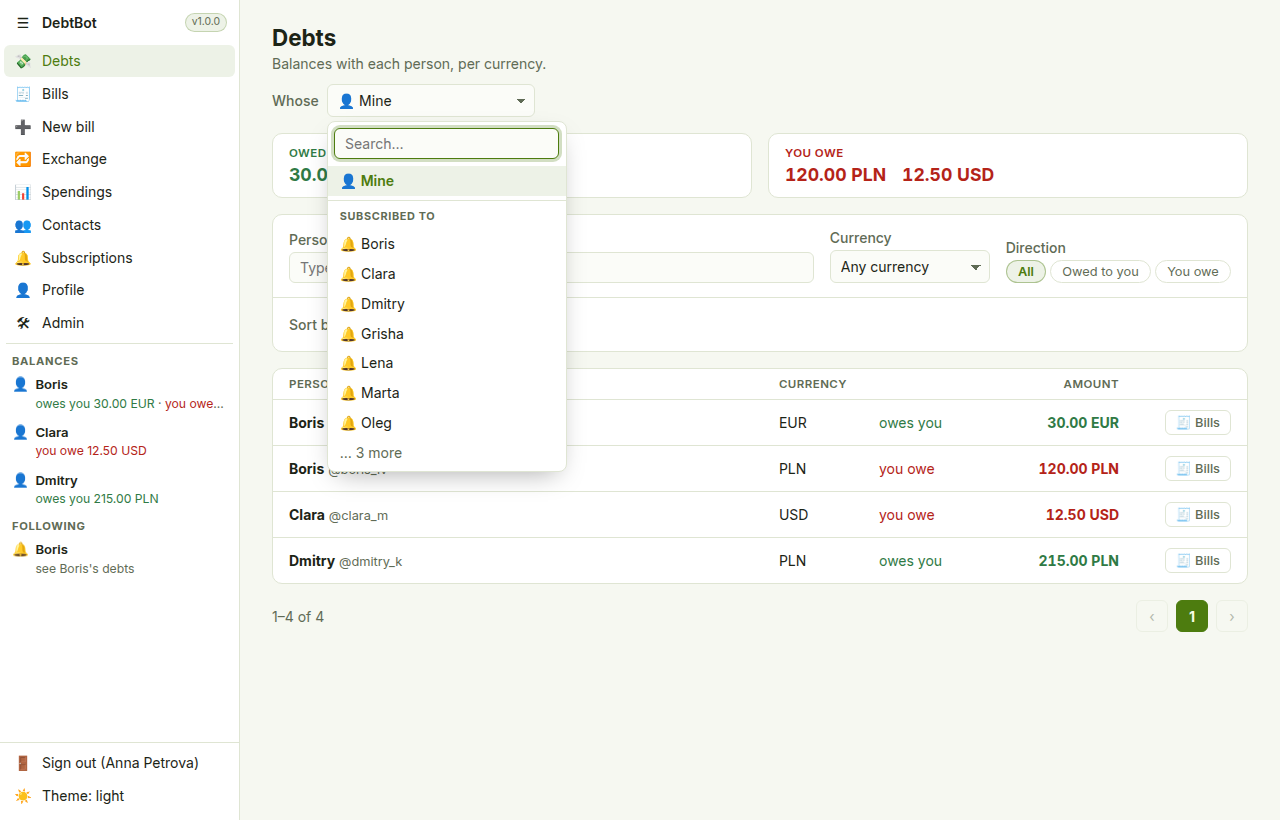 DebtBot
v1.0.0
Debts
Bills
New bill
Exchange
Spendings
Contacts
Subscriptions
Profile
Admin
BALANCES
Boris
owes you 30.00 EUR · you owe...
Clara
you owe 12.50 USD
Dmitry
owes you 215.00 PLN
FOLLOWING
Boris
see Boris's debts
Sign out (Anna Petrova)
Theme: light
Debts
Balances with each person, per currency.
Whose
Mine
Search...
Mine
SUBSCRIBED TO
Boris
Clara
Dmitry
Grisha
Lena
Marta
Oleg
... 3 more
OWED
YOU OWE
120.00 PLN 12.50 USD
Currency
Any currency
Direction
All Owed to you You owe
Sort
CURRENCY AMOUNT
Boris EUR owes you 30.00 EUR Bills
Boris PLN you owe 120.00 PLN Bills
Clara @clara_m USD you owe 12.50 USD Bills
Dmitry @dmitry_k PLN owes you 215.00 PLN Bills
1–4 of 4
‹ 1 ›